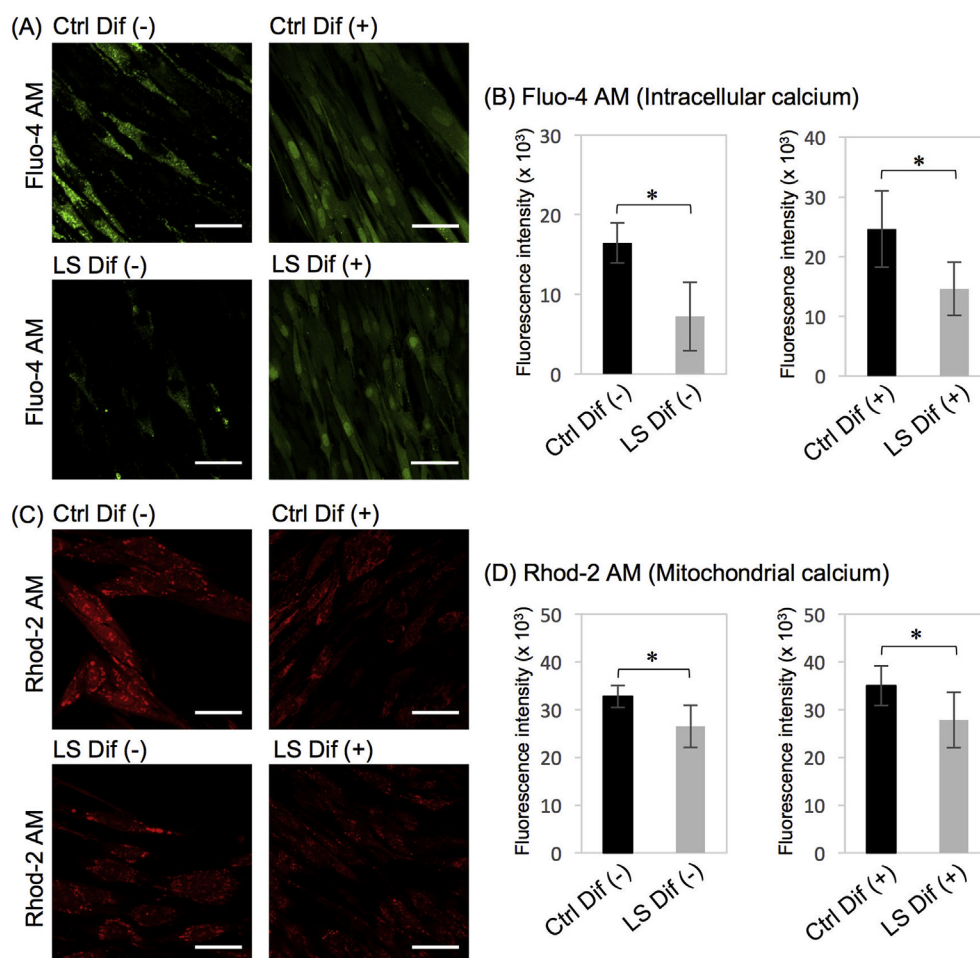 (A) Ctrl Dif (-) Ctrl Dif (+)
Fluo-4 AM
LS Dif (-) LS Dif (+)
Fluo-4 AM
(B) Fluo-4 AM (Intracellular calcium)
Fluorescence intensity (x 10³)
30
20
10
0
*
Ctrl Dif (-)
LS Dif (-)
Fluorescence intensity (x 10³)
40
30
20
10
0
*
Ctrl Dif (+)
LS Dif (+)
(C) Ctrl Dif (-) Ctrl Dif (+)
Rhod-2 AM
LS Dif (-) LS Dif (+)
Rhod-2 AM
(D) Rhod-2 AM (Mitochondrial calcium)
Fluorescence intensity (x 10³)
50
40
30
20
10
0
*
Ctrl Dif (-)
LS Dif (-)
Fluorescence intensity (x 10³)
50
40
30
20
10
0
*
Ctrl Dif (+)
LS Dif (+)